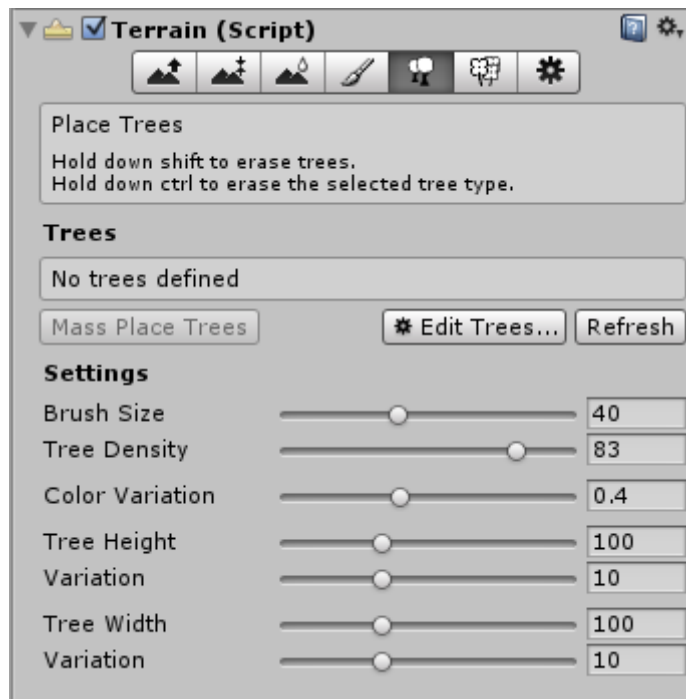 Terrain (Script)
Place Trees
Hold down shift to erase trees.
Hold down ctrl to erase the selected tree type.
Trees
No trees defined
Mass Place Trees Edit Trees... Refresh
Settings
Brush Size 40
Tree Density 83
Color Variation 0.4
Tree Height 100
Variation 10
Tree Width 100
Variation 10